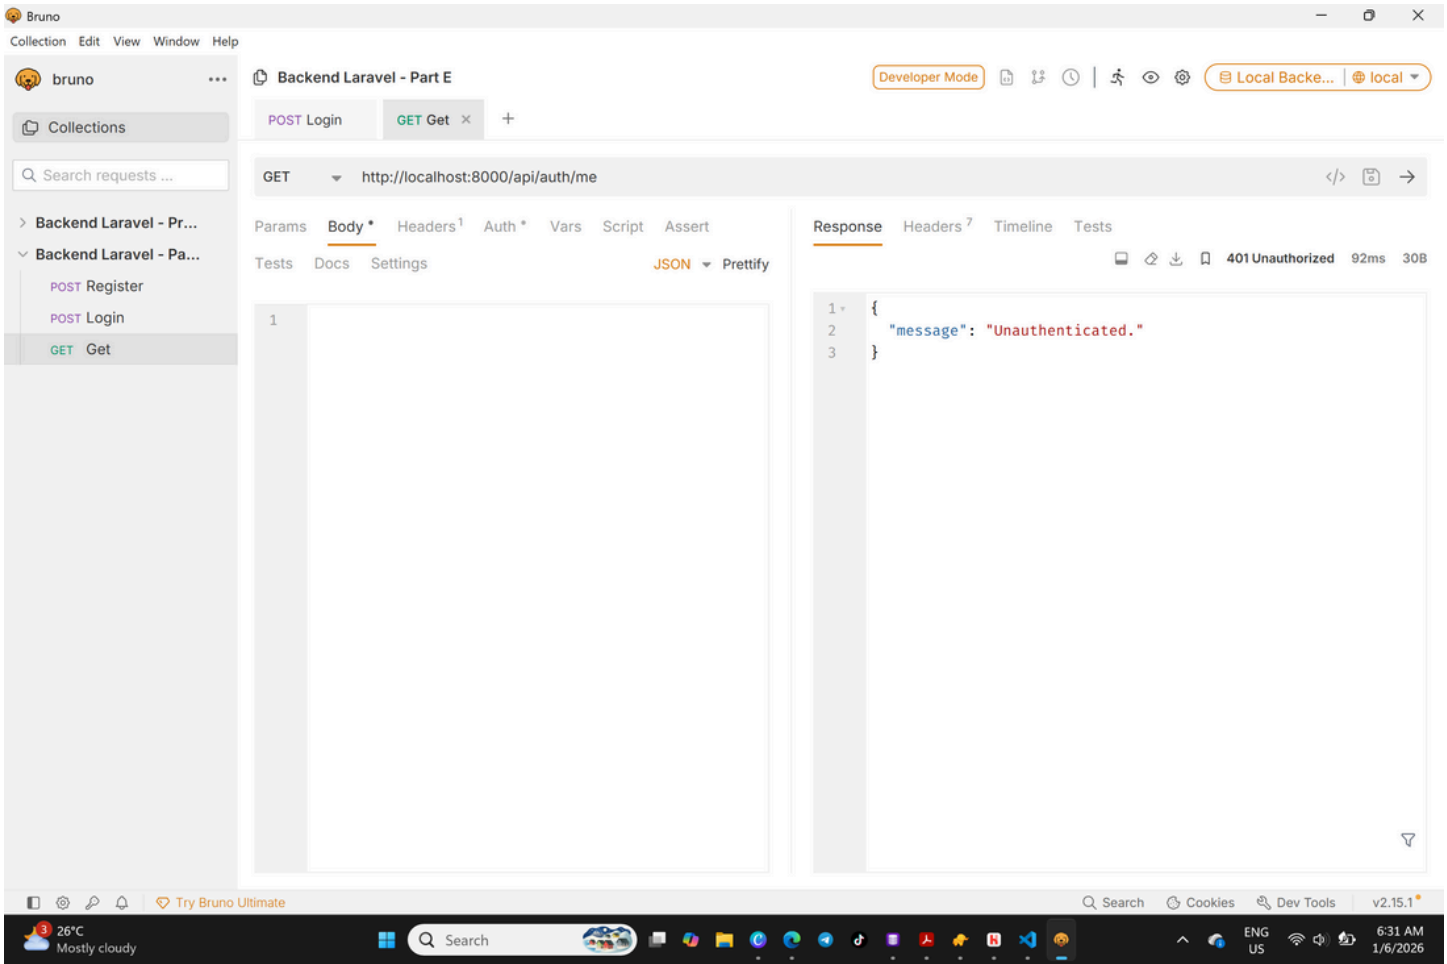 Bruno
Collection Edit View Window Help
bruno
Backend Laravel - Part E
Developer Mode
Local Backe...
local
Collections
POST Login
GET Get
Search requests ...
GET
http://localhost:8000/api/auth/me
Backend Laravel - Pr...
Backend Laravel - Pa...
POST Register
POST Login
GET Get
Params Body Headers 1 Auth Vars Script Assert
Tests Docs Settings
JSON Prettify
1
Response Headers 7 Timeline Tests
401 Unauthorized 92ms 30B
1 {
2 "message": "Unauthenticated."
3 }
Try Bruno Ultimate
Search Cookies Dev Tools v2.15.1
3
26°C
Mostly cloudy
Search
ENG
US
6:31 AM
1/6/2026